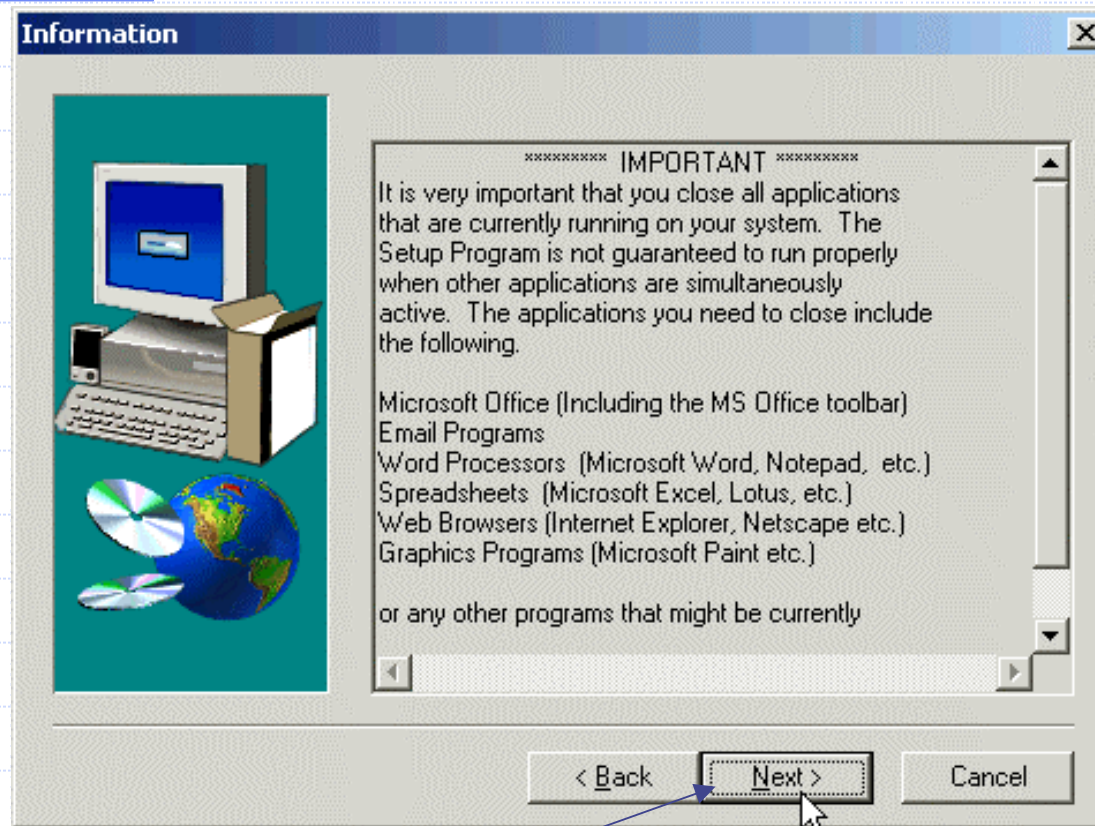 Information
********* IMPORTANT *********
It is very important that you close all applications
that are currently running on your system.  The
Setup Program is not guaranteed to run properly
when other applications are simultaneously
active.  The applications you need to close include
the following.
Microsoft Office (Including the MS Office toolbar)
Email Programs
Word Processors  (Microsoft Word, Notepad,  etc.)
Spreadsheets  (Microsoft Excel, Lotus, etc.)
Web Browsers (Internet Explorer, Netscape etc.)
Graphics Programs (Microsoft Paint etc.)
or any other programs that might be currently
< Back
Next >
Cancel